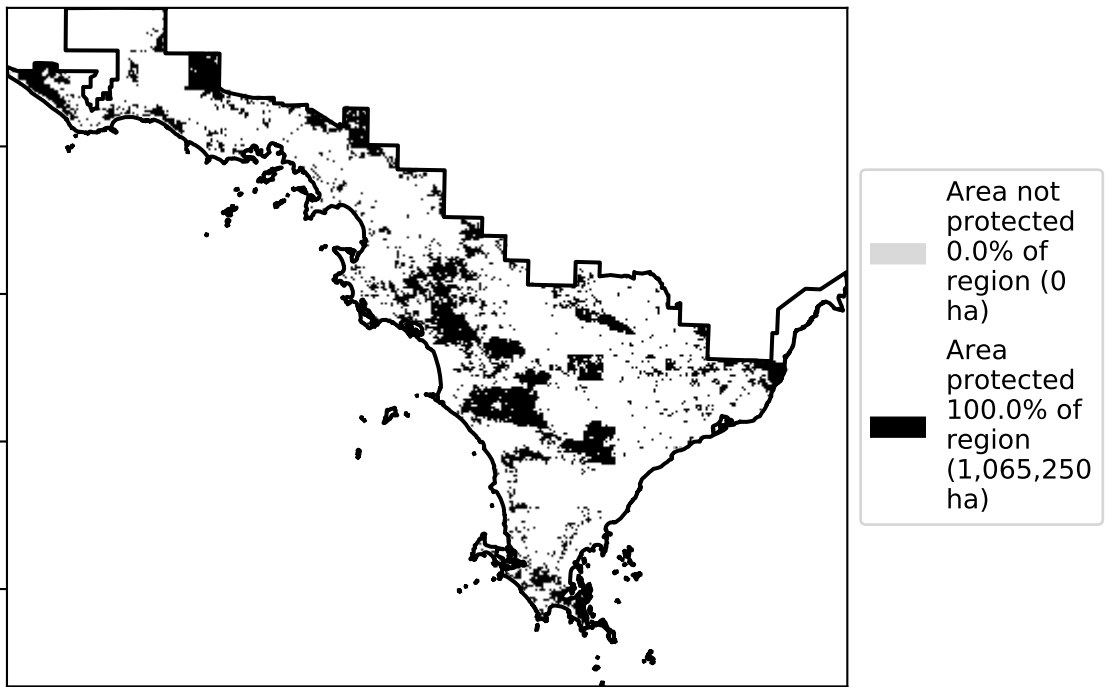 Area not
protected
0.0% of
region (0
ha)
Area
protected
100.0% of
region
(1,065,250
ha)